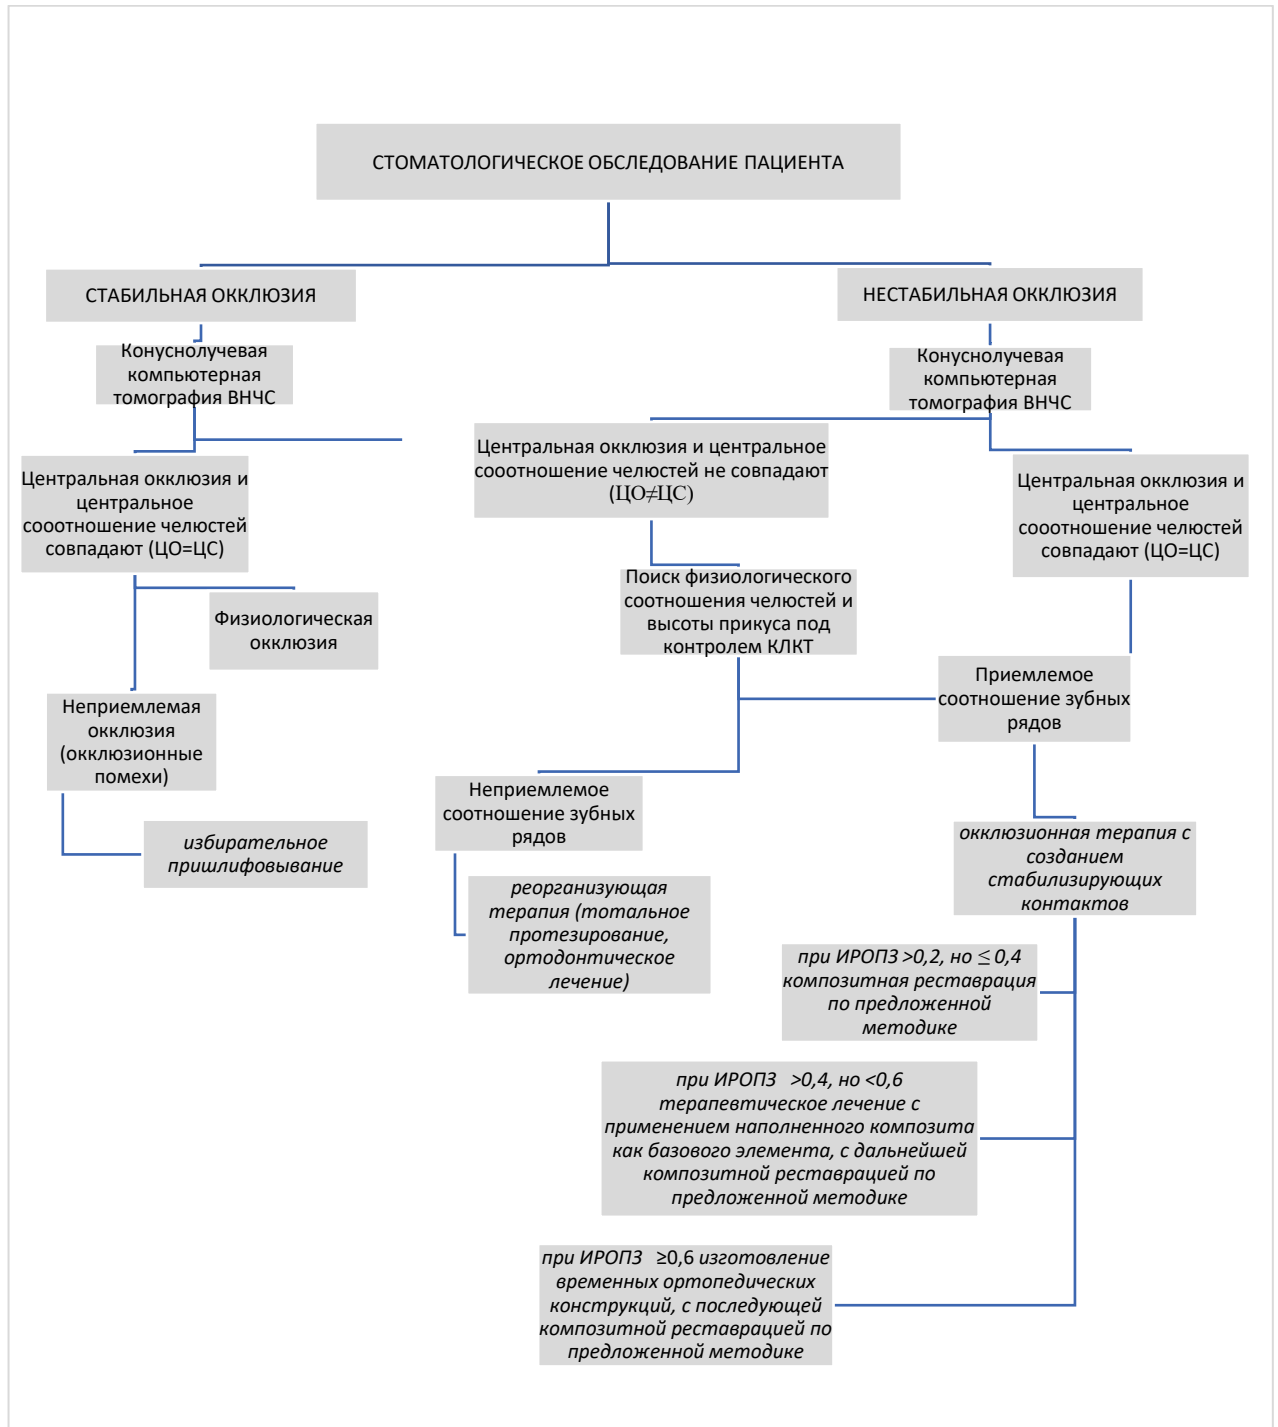 СТОМАТОЛОГИЧЕСКОЕ ОБСЛЕДОВАНИЕ ПАЦИЕНТА
СТАБИЛЬНАЯ ОККЛЮЗИЯ
Конуснолучевая
компьютерная
томография ВНЧС
Центральная окклюзия и
центральное
сооотношение челюстей
совпадают (ЦО=ЦС)
Физиологическая
окклюзия
Неприемлемая
окклюзия
(окклюзионные
помехи)
избирательное
пришлифовывание
НЕСТАБИЛЬНАЯ ОККЛЮЗИЯ
Конуснолучевая
компьютерная
томография ВНЧС
Центральная окклюзия и центральное
сооотношение челюстей не совпадают
(ЦО≠ЦС)
Центральная окклюзия и
центральное
сооотношение челюстей
совпадают (ЦО=ЦС)
Поиск физиологического
соотношения челюстей и
высоты прикуса под
контролем КЛКТ
Приемлемое
соотношение зубных
рядов
Неприемлемое
соотношение зубных
рядов
реорганизующая
терапия (тотальное
протезирование,
ортодонтическое
лечение)
окклюзионная терапия с
созданием
стабилизирующих
контактов
при ИРОПЗ >0,2, но ≤ 0,4
композитная реставрация
по предложенной
методике
при ИРОПЗ >0,4, но <0,6
терапевтическое лечение с
применением наполненного композита
как базового элемента, с дальнейшей
композитной реставрацией по
предложенной методике
при ИРОПЗ ≥0,6 изготовление
временных ортопедических
конструкций, с последующей
композитной реставрацией по
предложенной методике